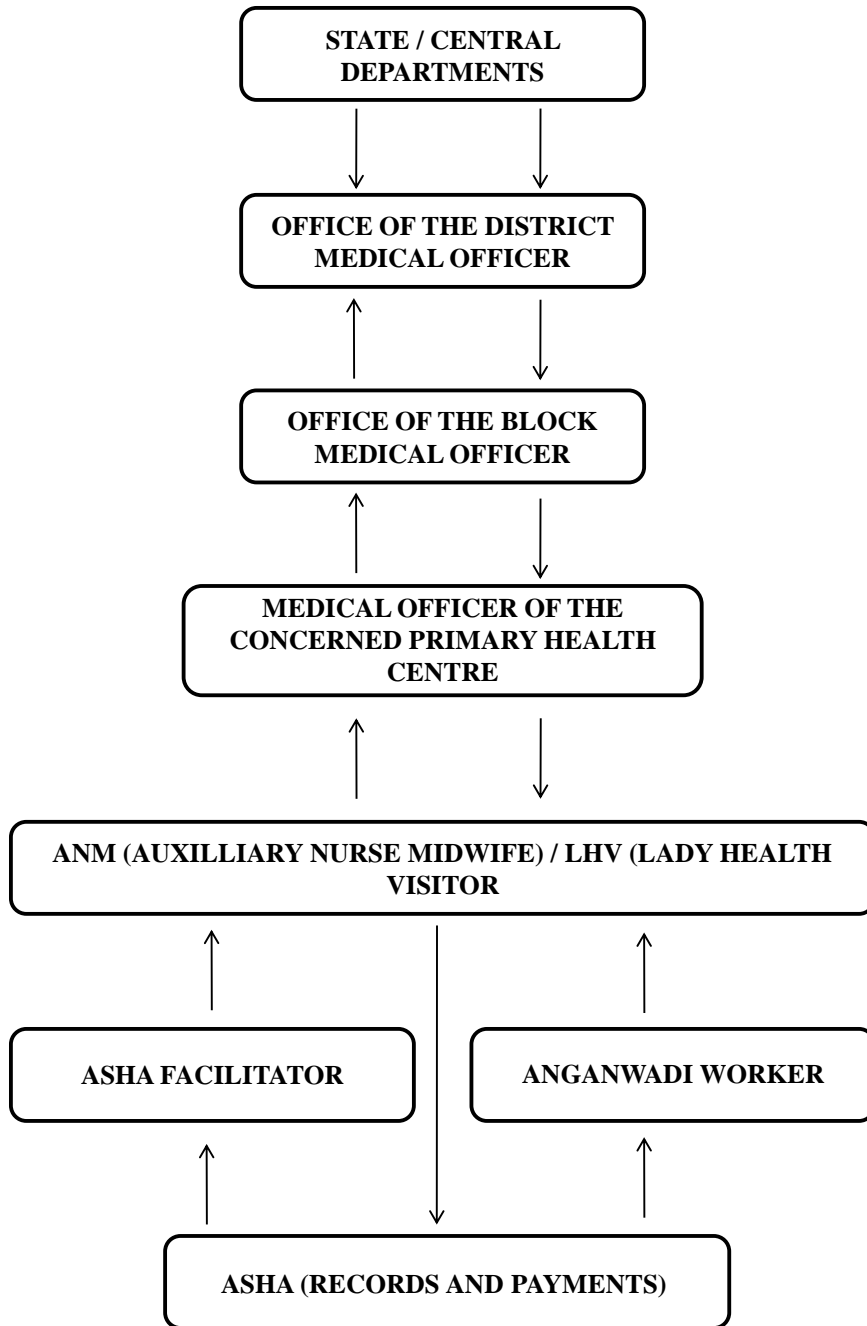 STATE / CENTRAL
DEPARTMENTS
OFFICE OF THE DISTRICT
MEDICAL OFFICER
OFFICE OF THE BLOCK
MEDICAL OFFICER
MEDICAL OFFICER OF THE
CONCERNED PRIMARY HEALTH
CENTRE
ANM (AUXILLIARY NURSE MIDWIFE) / LHV (LADY HEALTH
VISITOR
ASHA FACILITATOR
ANGANWADI WORKER
ASHA (RECORDS AND PAYMENTS)